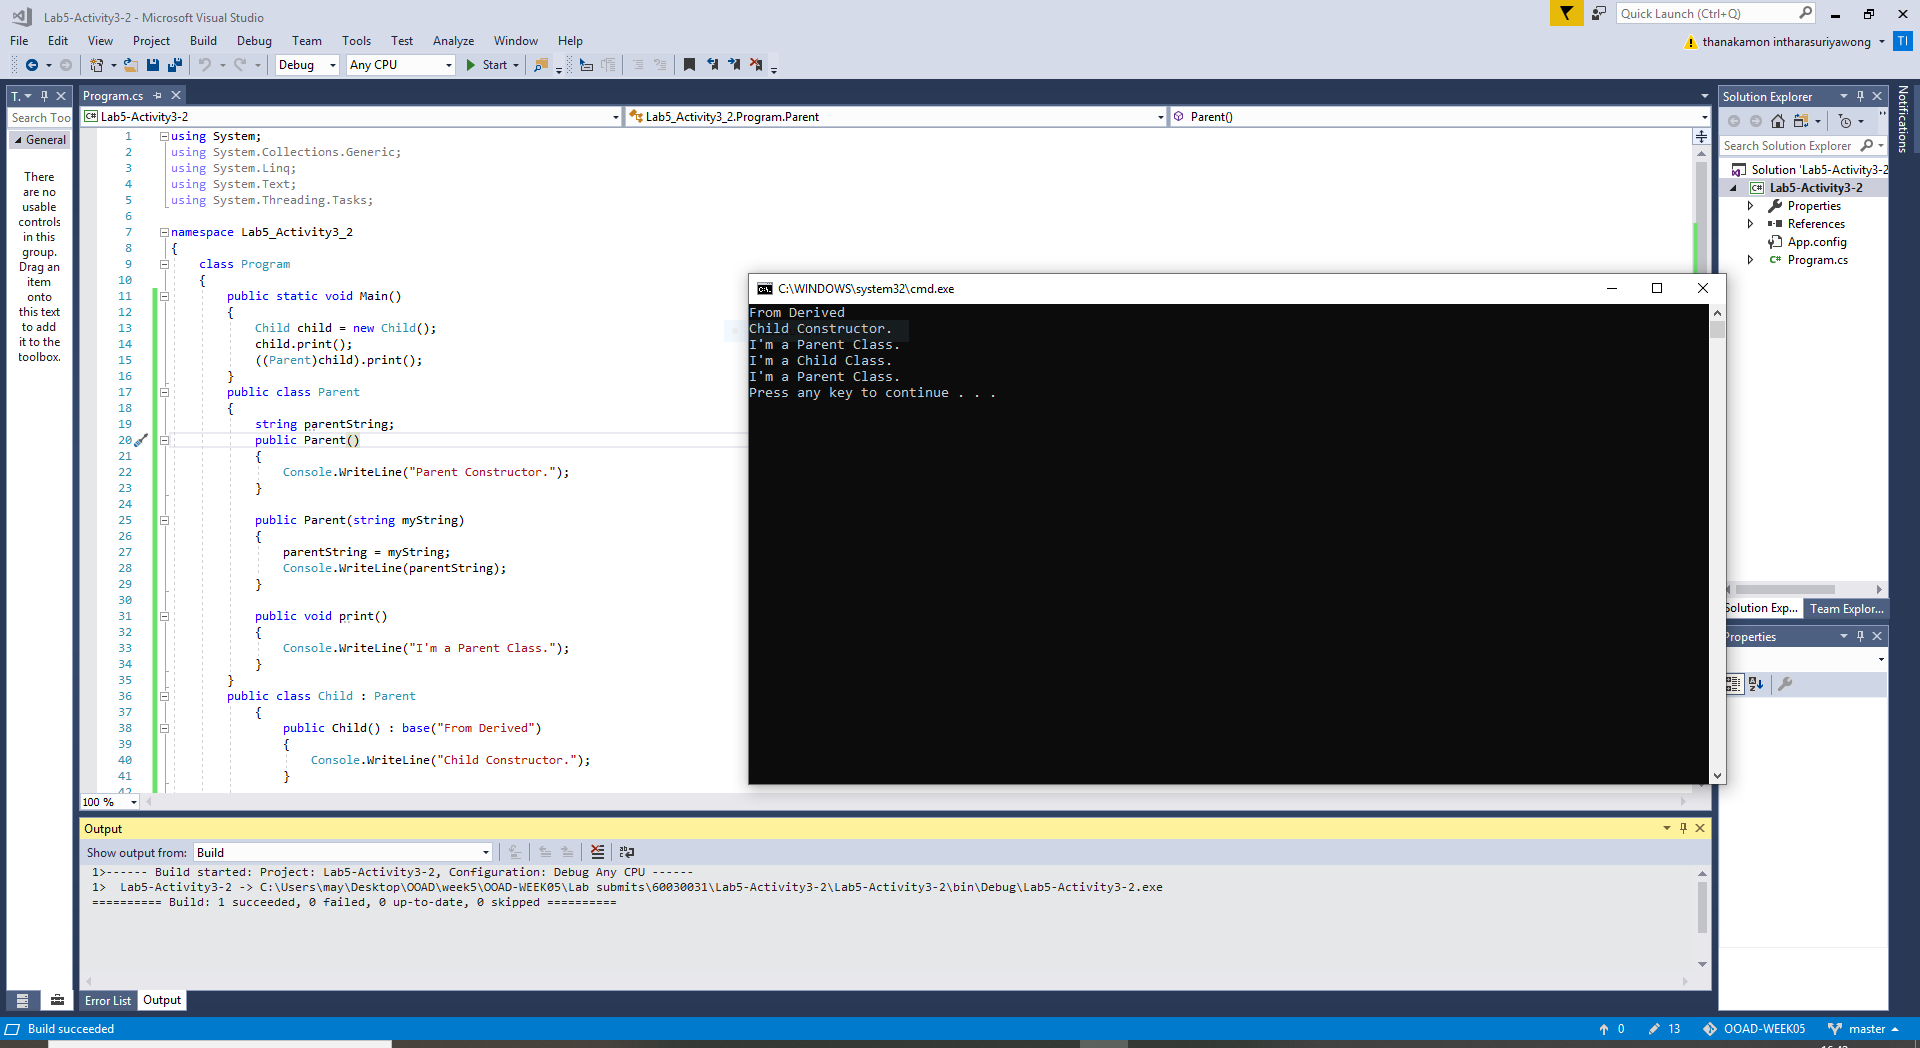 Lab5-Activity3-2 - Microsoft Visual Studio
Quick Launch (Ctrl+Q)
File Edit View Project Build Debug Team Tools Test Analyze Window Help
thanakamon intharasuriyawong TI
Debug Any CPU Start
T..
Search Too
General
There
are no
usable
controls
in this
group.
Drag an
item
onto
this text
to add
it to the
toolbox.
Program.cs
Lab5-Activity3-2 Lab5_Activity3_2.Program.Parent Parent()
1 using System;
2 using System.Collections.Generic;
3 using System.Linq;
4 using System.Text;
5 using System.Threading.Tasks;
6
7 namespace Lab5_Activity3_2
8 {
9 class Program
10 {
11 public static void Main()
12 {
13 Child child = new Child();
14 child.print();
15 ((Parent)child).print();
16 }
17 public class Parent
18 {
19 string parentString;
20 public Parent()
21 {
22 Console.WriteLine("Parent Constructor.");
23 }
24
25 public Parent(string myString)
26 {
27 parentString = myString;
28 Console.WriteLine(parentString);
29 }
30
31 public void print()
32 {
33 Console.WriteLine("I'm a Parent Class.");
34 }
35 }
36 public class Child : Parent
37 {
38 public Child() : base("From Derived")
39 {
40 Console.WriteLine("Child Constructor.");
41 }
42
100 %
C:\WINDOWS\system32\cmd.exe
From Derived
Child Constructor.
I'm a Parent Class.
I'm a Child Class.
I'm a Parent Class.
Press any key to continue . . .
Solution Explorer
Search Solution Explorer
Solution 'Lab5-Activity3-2
C# Lab5-Activity3-2
Properties
References
App.config
C# Program.cs
Solution Exp... Team Explor...
Properties
Notifications
Output
Show output from: Build
1>------ Build started: Project: Lab5-Activity3-2, Configuration: Debug Any CPU ------
1> Lab5-Activity3-2 -> C:\Users\may\Desktop\OOAD\week5\OOAD-WEEK05\Lab submits\60030031\Lab5-Activity3-2\Lab5-Activity3-2\bin\Debug\Lab5-Activity3-2.exe
========== Build: 1 succeeded, 0 failed, 0 up-to-date, 0 skipped ==========
Error List Output
Build succeeded 0 13 OOAD-WEEK05 master